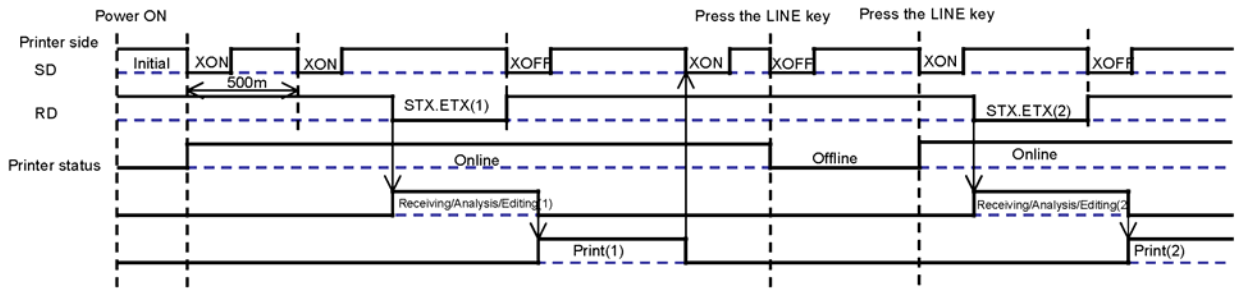 Power ON
Press the LINE key
Press the LINE key
Printer side
SD
Initial
XON
XON
XOFF
XON
XOFF
XON
XOFF
500m
RD
STX.ETX(1)
STX.ETX(2)
Printer status
Online
Offline
Online
Receiving/Analysis/Editing(1)
Receiving/Analysis/Editing(2
Print(1)
Print(2)